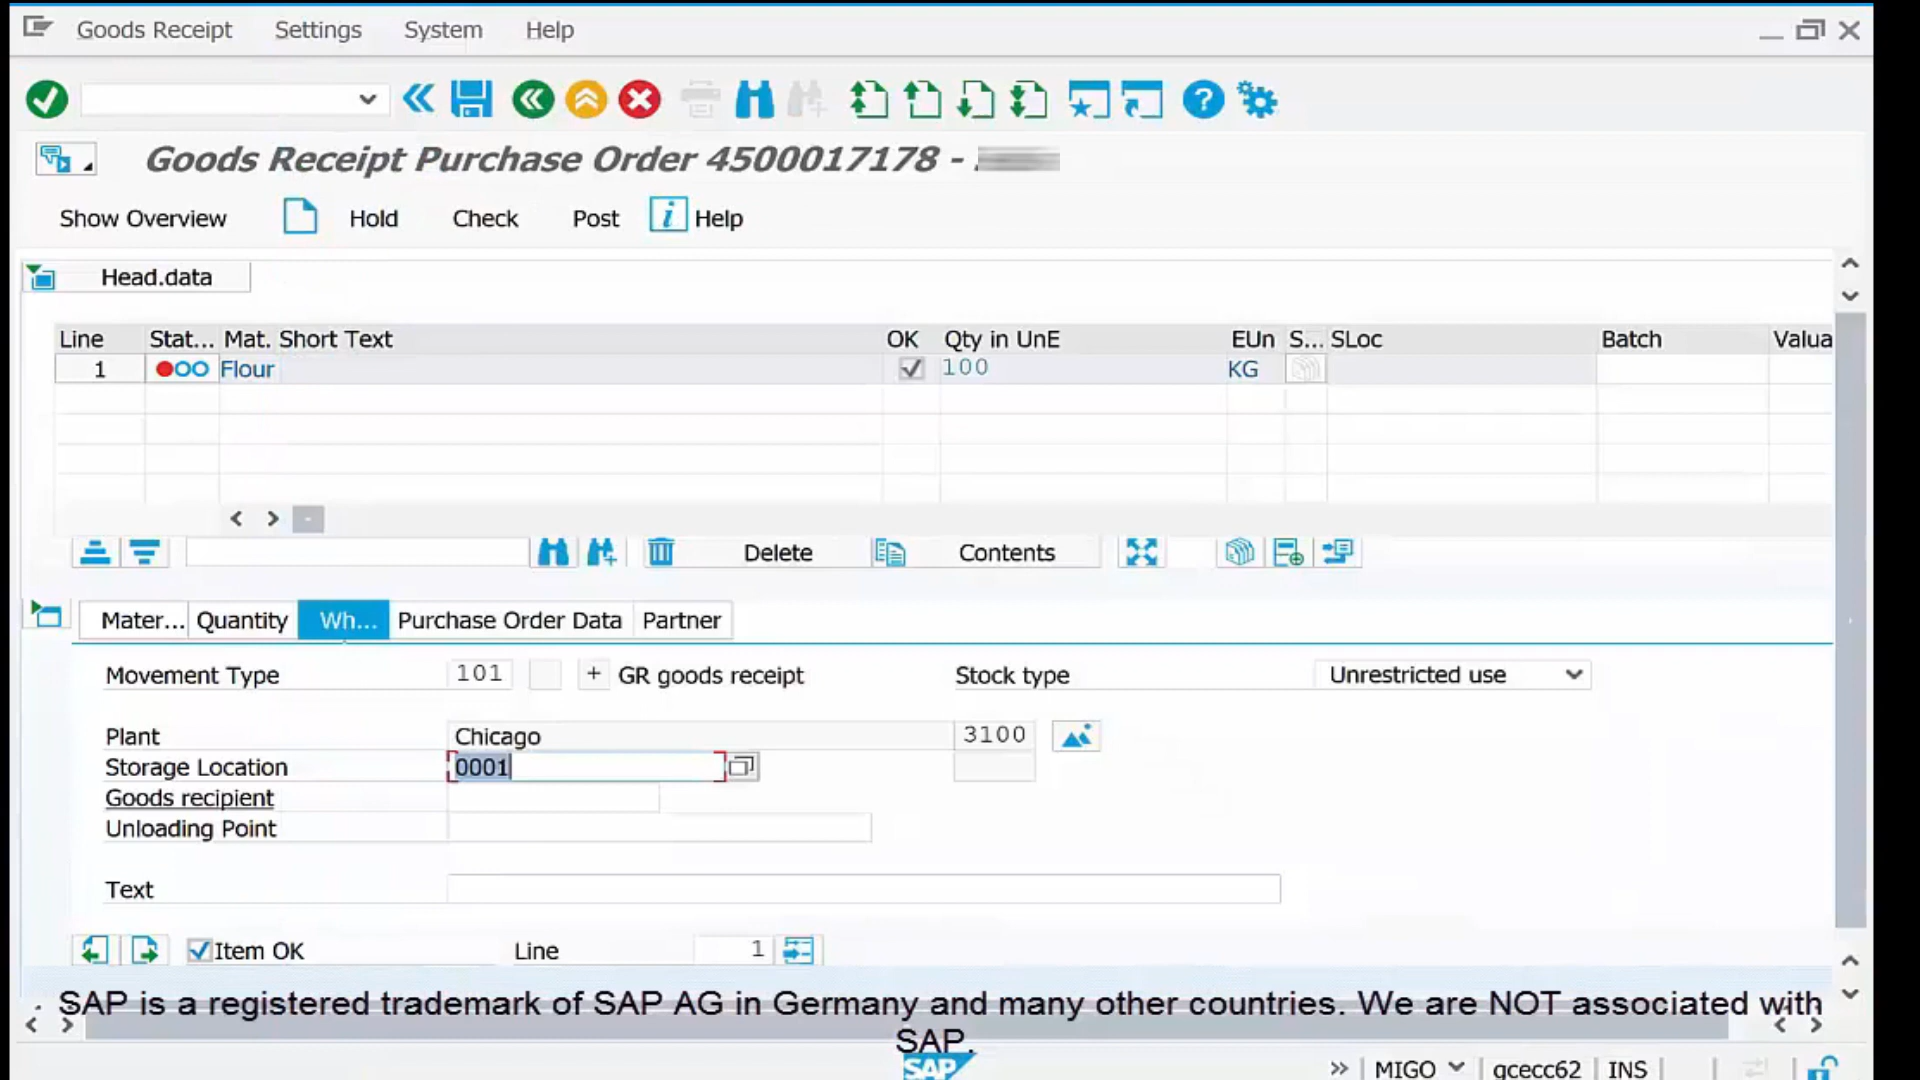 Goods Receipt Settings System Help
Goods Receipt Purchase Order 4500017178 -
Show Overview Hold Check Post Help
Head.data
Line Stat... Mat. Short Text OK Qty in UnE EUn S... SLoc Batch Valua
1 Flour 100 KG
Delete Contents
Mater... Quantity Wh... Purchase Order Data Partner
Movement Type 101 + GR goods receipt Stock type Unrestricted use
Plant Chicago 3100
Storage Location 0001
Goods recipient
Unloading Point
Text
Item OK Line 1
SAP is a registered trademark of SAP AG in Germany and many other countries. We are NOT associated with
SAP.
SAP MIGO gcecc62 INS